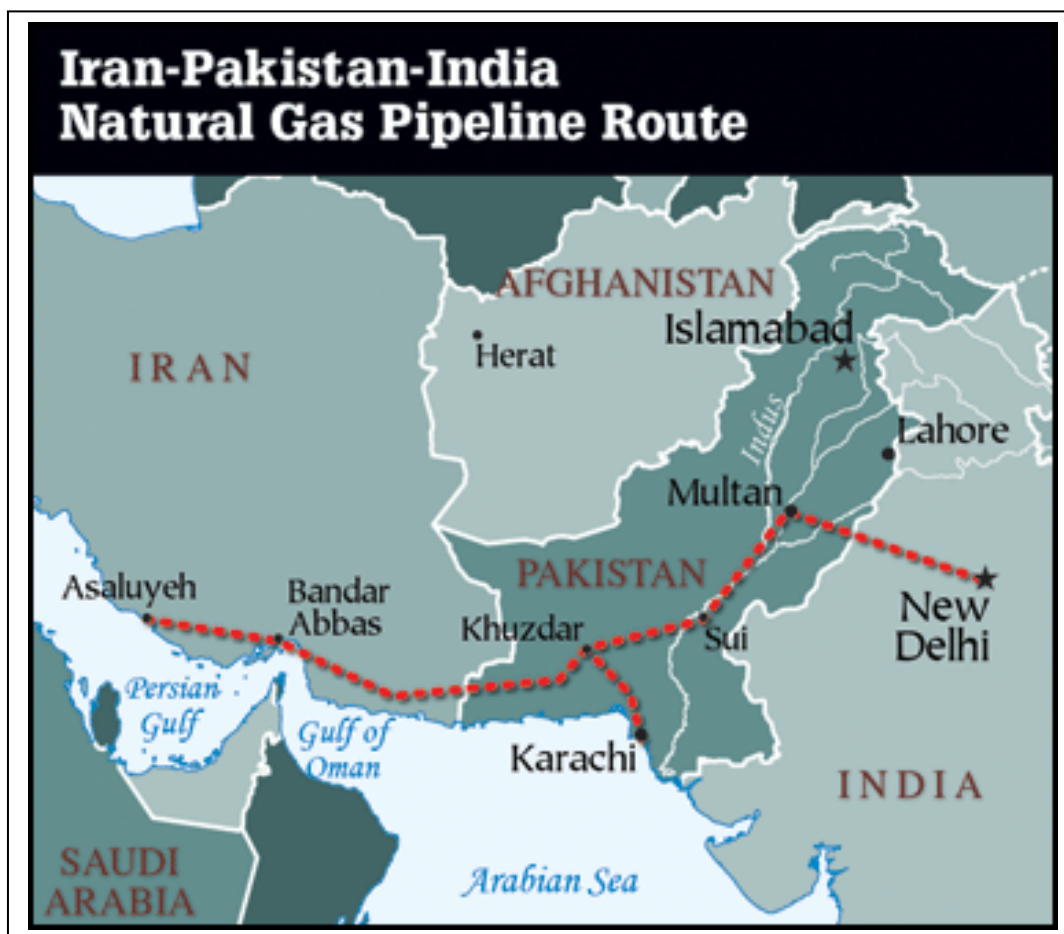 Iran-Pakistan-India
Natural Gas Pipeline Route
AFGHANISTAN
Islamabad
Herat
IRAN
Indus
Lahore
Multan
PAKISTAN
Asaluyeh
Bandar
Abbas
Khuzdar
Sui
New
Delhi
Persian
Gulf
Gulf of
Oman
Karachi
INDIA
SAUDI
ARABIA
Arabian Sea